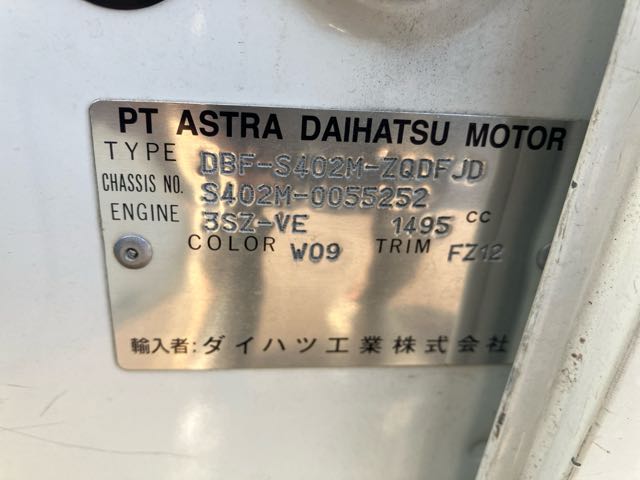 PT ASTRA DAIHATSU MOTOR
TYPE DBF-S402M-ZQDFJD
CHASSIS NO. S402M-0055252
ENGINE 3SZ-VE 1495 CC
COLOR W09 TRIM FZ12
輸入者:ダイハツ工業株式会社